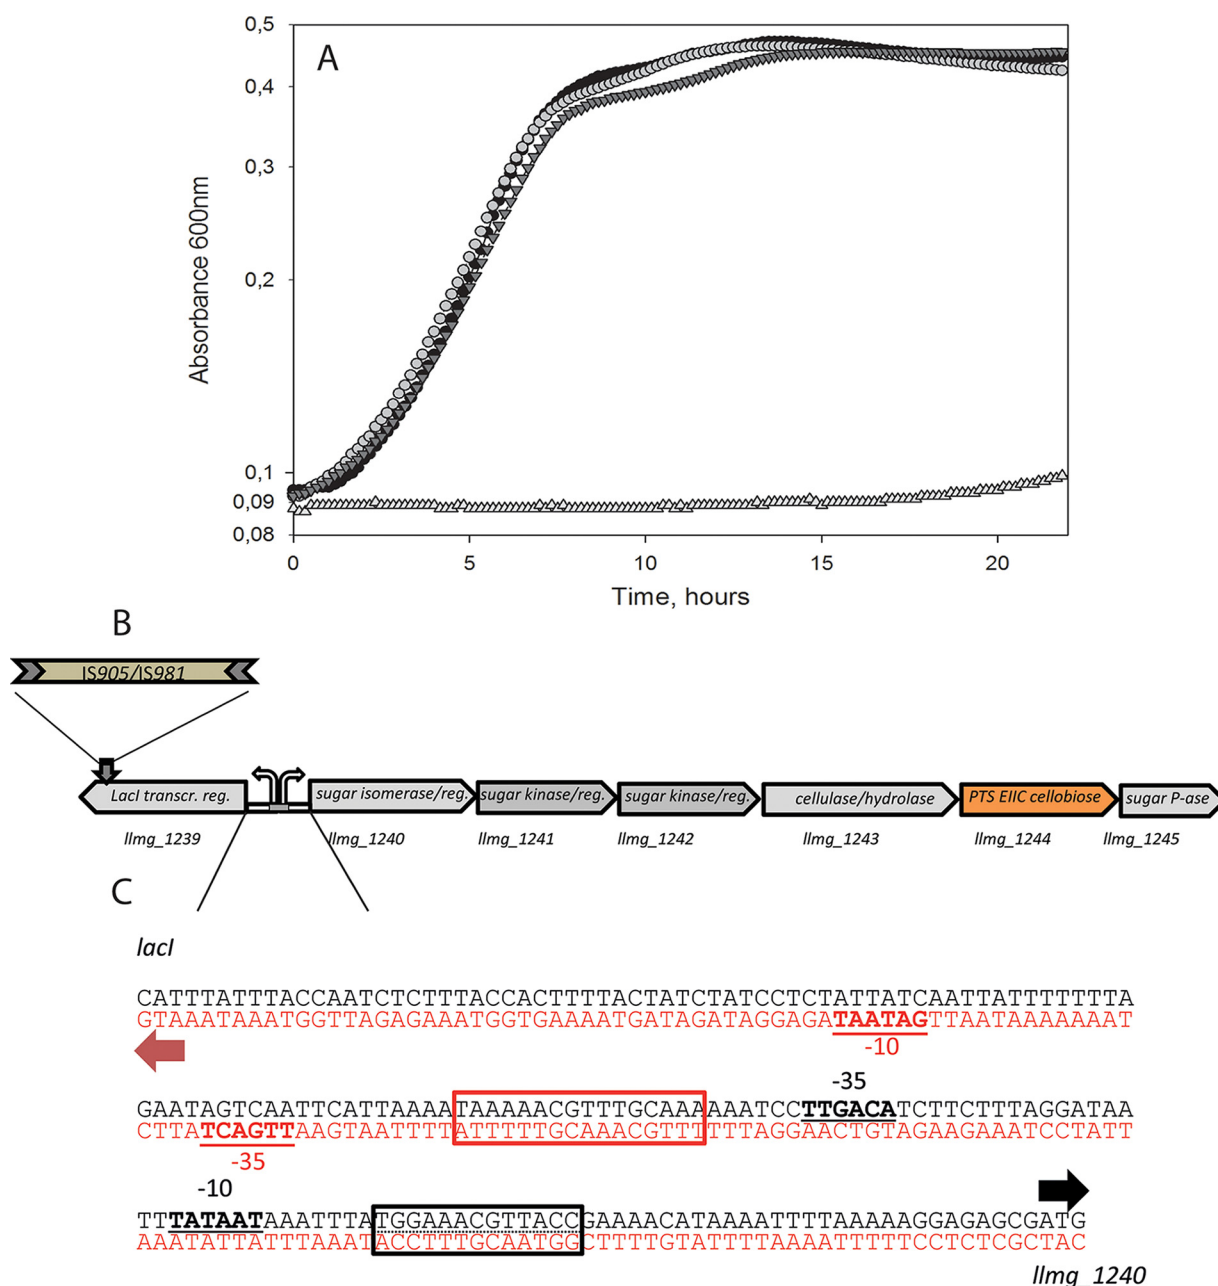 A
0,5
0,4
0,3
0,2
0,1
0,09
0,08
Absorbance 600nm
0 5 10 15 20
Time, hours
B
IS905/IS981
LacI transcr. reg. sugar isomerase/reg. sugar kinase/reg. sugar kinase/reg. cellulase/hydrolase PTS EIIC cellobiose sugar P-ase
llmg_1239 llmg_1240 llmg_1241 llmg_1242 llmg_1243 llmg_1244 llmg_1245
C
lacI
CATTTATTTACCAATCTCTTTACCACTTTTACTATCTATCCTCTATTATCAATTATTTTTTTA
GTAAATAAATGGTTAGAGAAATGGTGAAAATGATAGATAGGAGATAATAGTTAATAAAAAAAT
-10
-35
GAATAGTCAATTCATTAAAATAAAAACGTTTGCAAAAAATCCTTGACATCTTCTTTAGGATAA
CTTATCAGTTAAGTAATTTTATTTTTGCAAACGTTTTTTAGGAACTGTAGAAGAAATCCTATT
-35
-10
TTTATAATAAATTTATGGAAACGTTACCGAAAACATAAAATTTTAAAAAGGAGAGCGATG
AAATATTATTTAAATACCTTTGCAATGGCTTTTGTATTTTAAAATTTTTCCTCTCGCTAC
llmg_1240